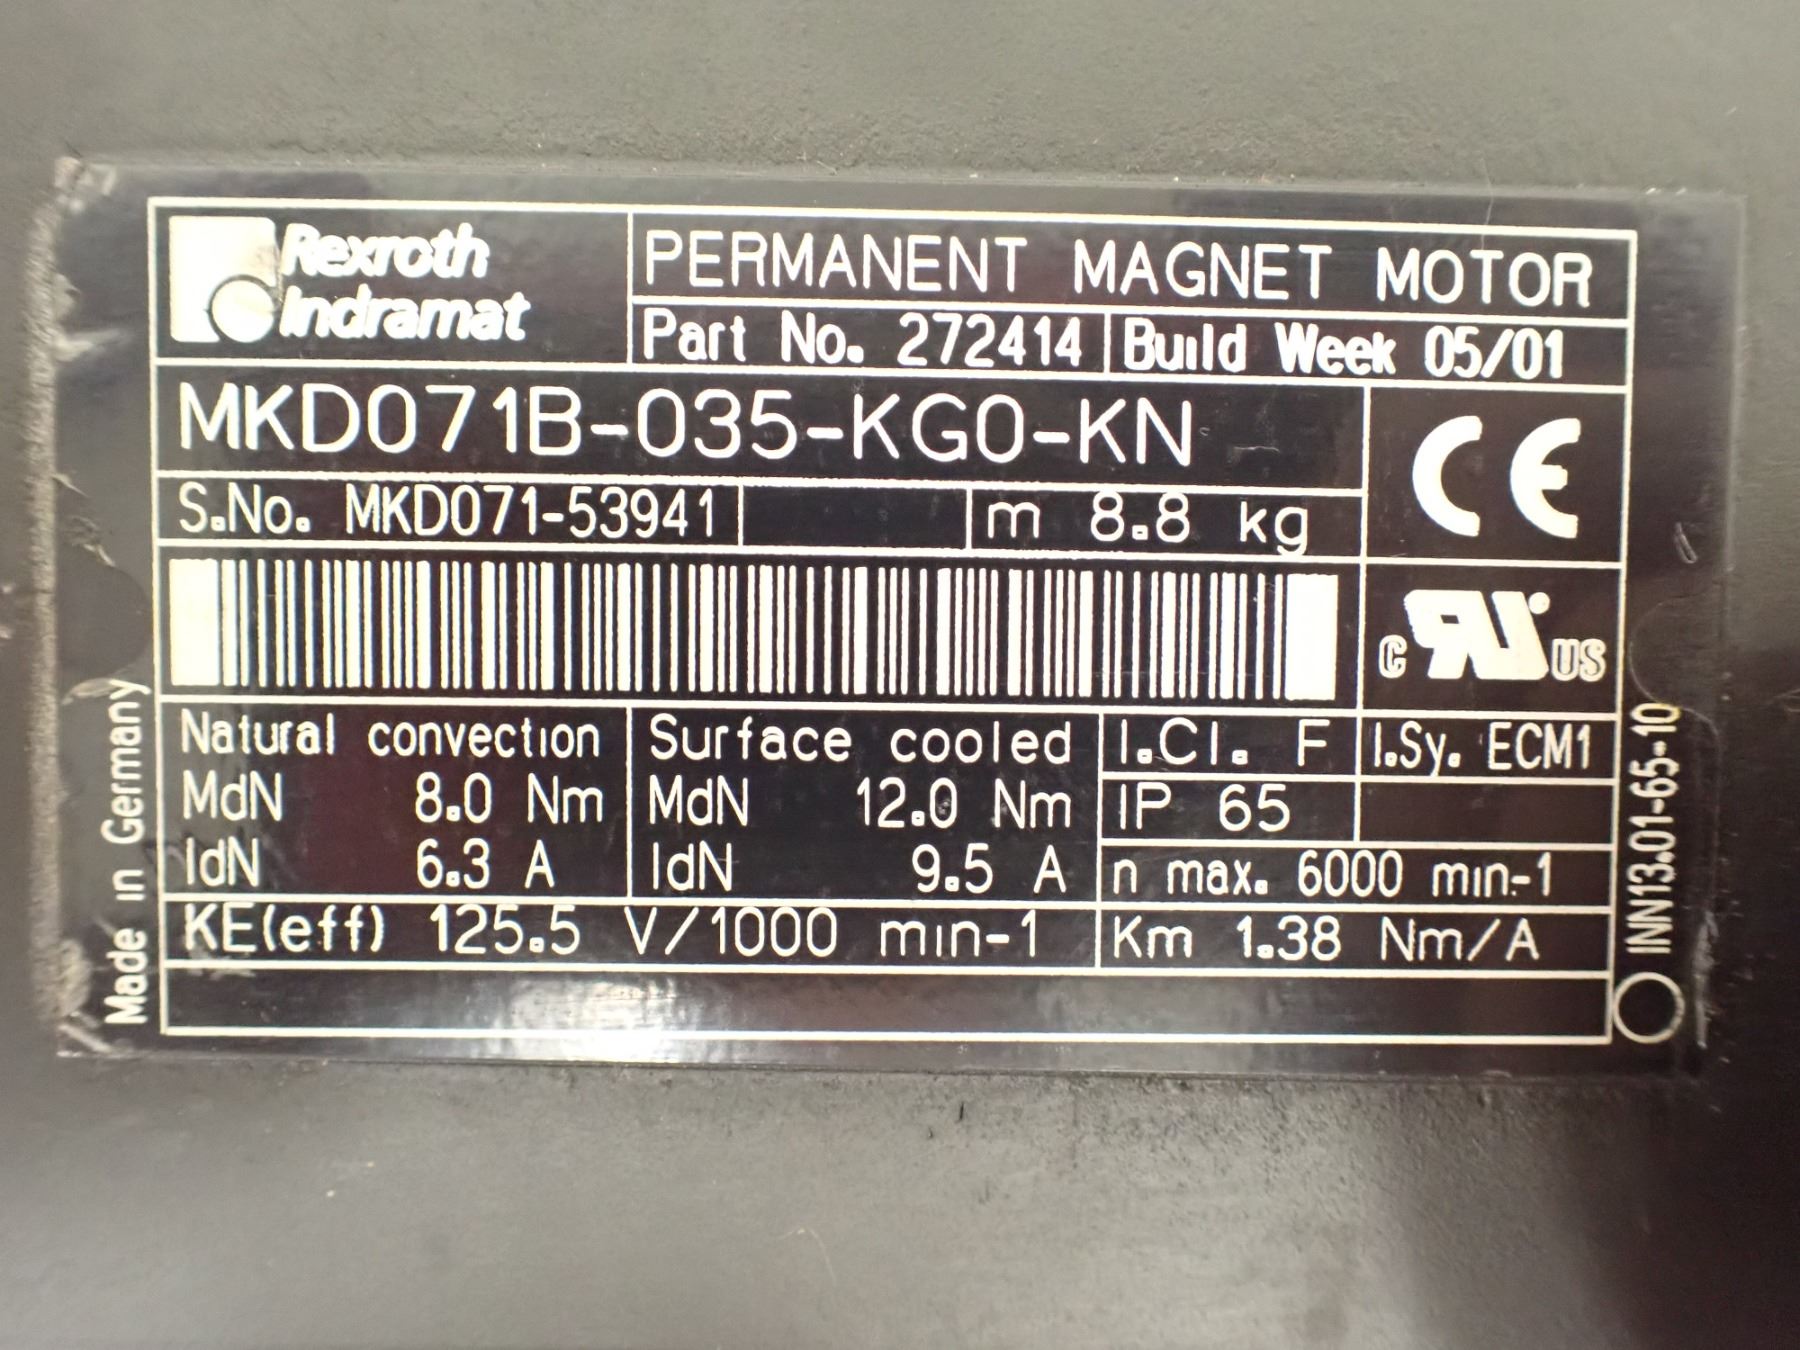 Rexroth
Indramat
PERMANENT MAGNET MOTOR
Part No. 272414 Build Week 05/01
MKD071B-035-KG0-KN
CE
S.No. MKD071-53941 m 8.8 kg
c RU US
Natural convection Surface cooled I.Cl. F I.Sy. ECM1
MdN 8.0 Nm MdN 12.0 Nm IP 65
IdN 6.3 A IdN 9.5 A n max. 6000 min-1
KE(eff) 125.5 V/1000 min-1 Km 1.38 Nm/A
Made in Germany
INN13.01-65-10